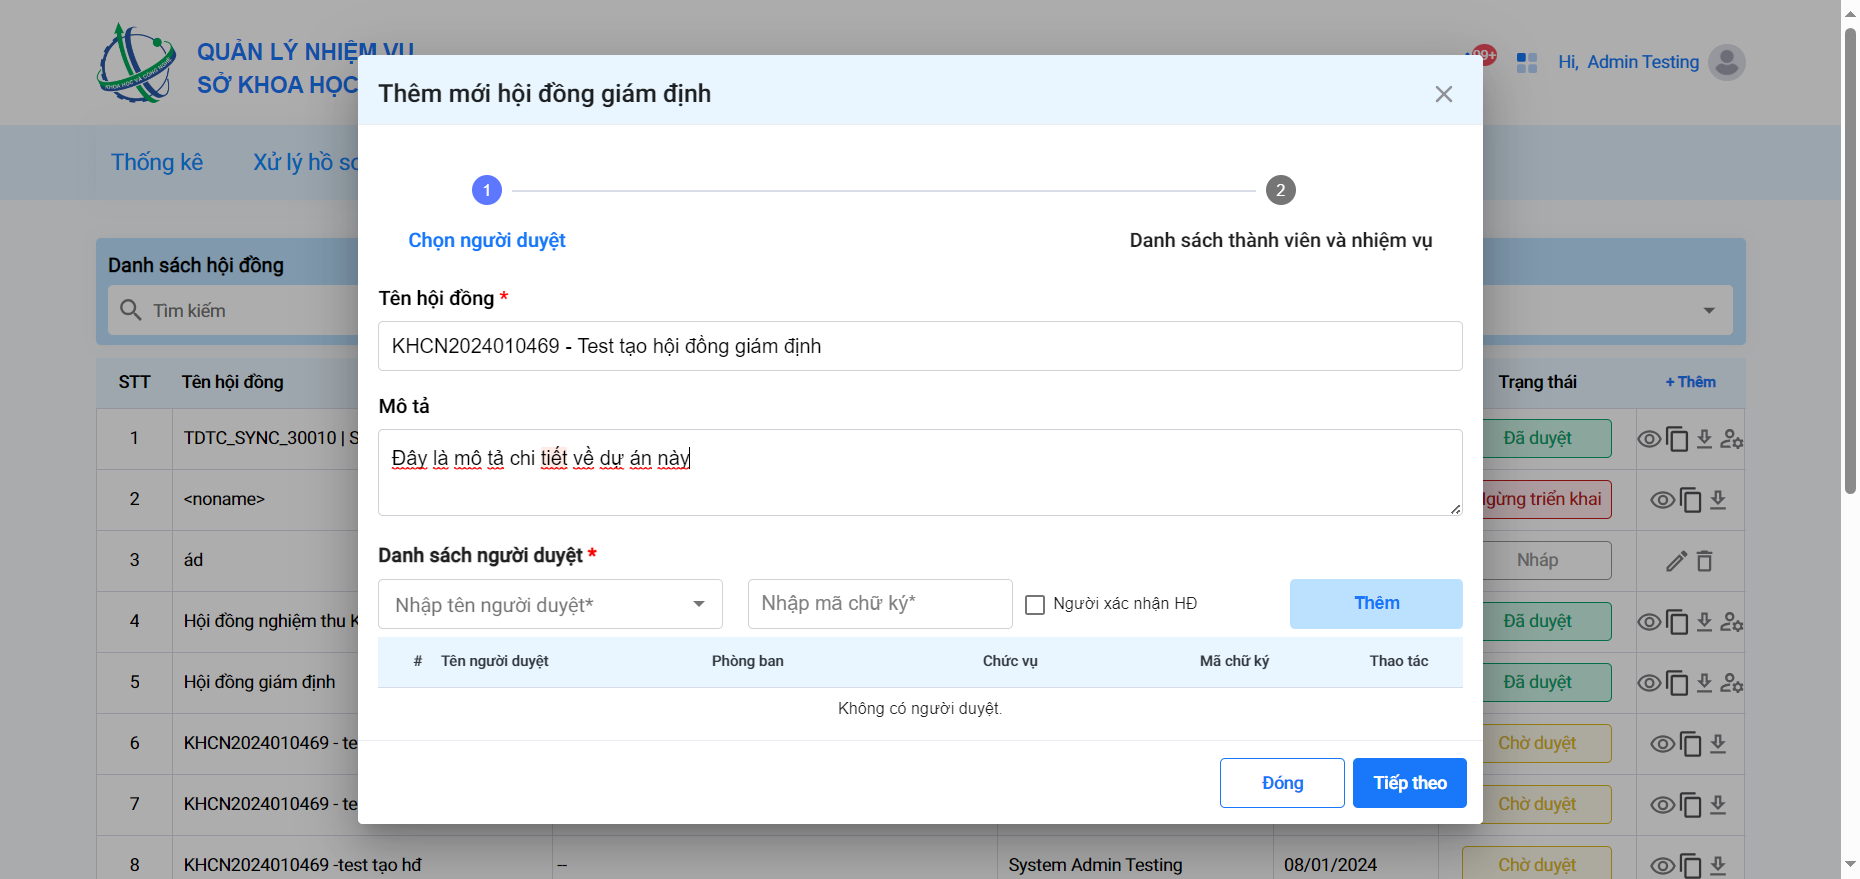 QUẢN LÝ NHIỆM VỤ
SỞ KHOA HỌC
KHOA HỌC VÀ CÔNG NGHỆ
99+
Hi, Admin Testing
Thống kê
Xử lý hồ sơ
Thêm mới hội đồng giám định
1
2
Chọn người duyệt
Danh sách thành viên và nhiệm vụ
Tên hội đồng *
KHCN2024010469 - Test tạo hội đồng giám định
Mô tả
Đây là mô tả chi tiết về dự án này
Danh sách người duyệt *
Nhập tên người duyệt*
Nhập mã chữ ký*
Người xác nhận HĐ
Thêm
# Tên người duyệt Phòng ban Chức vụ Mã chữ ký Thao tác
Không có người duyệt.
Đóng
Tiếp theo
Danh sách hội đồng
Tìm kiếm
STT Tên hội đồng Trạng thái + Thêm
1 TDTC_SYNC_30010 | S Đã duyệt
2 <noname> Ngừng triển khai
3 ád Nháp
4 Hội đồng nghiệm thu K Đã duyệt
5 Hội đồng giám định Đã duyệt
6 KHCN2024010469 - te Chờ duyệt
7 KHCN2024010469 - te Chờ duyệt
8 KHCN2024010469 -test tạo hđ -- System Admin Testing 08/01/2024 Chờ duyệt